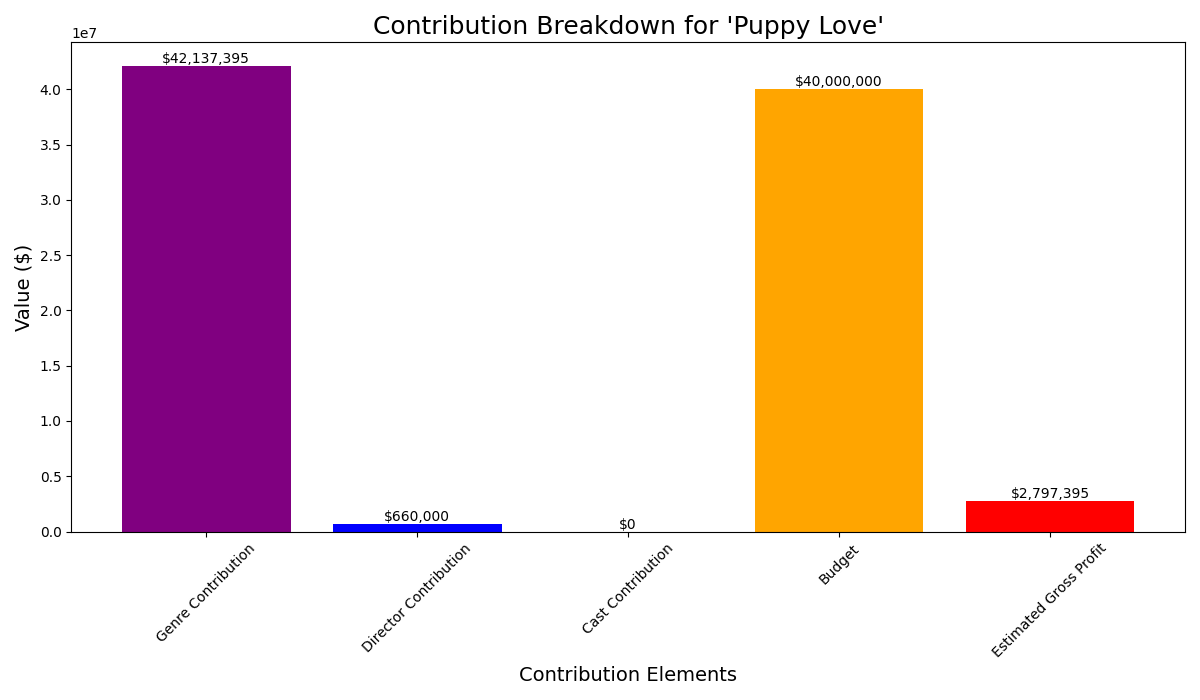 Contribution Breakdown for 'Puppy Love'
1e7
$42,137,395
$40,000,000
4.0
3.5
3.0
2.5
2.0
1.5
1.0
0.5
0.0
Value ($)
$660,000
$0
$2,797,395
Genre Contribution
Director Contribution
Cast Contribution
Budget
Estimated Gross Profit
Contribution Elements